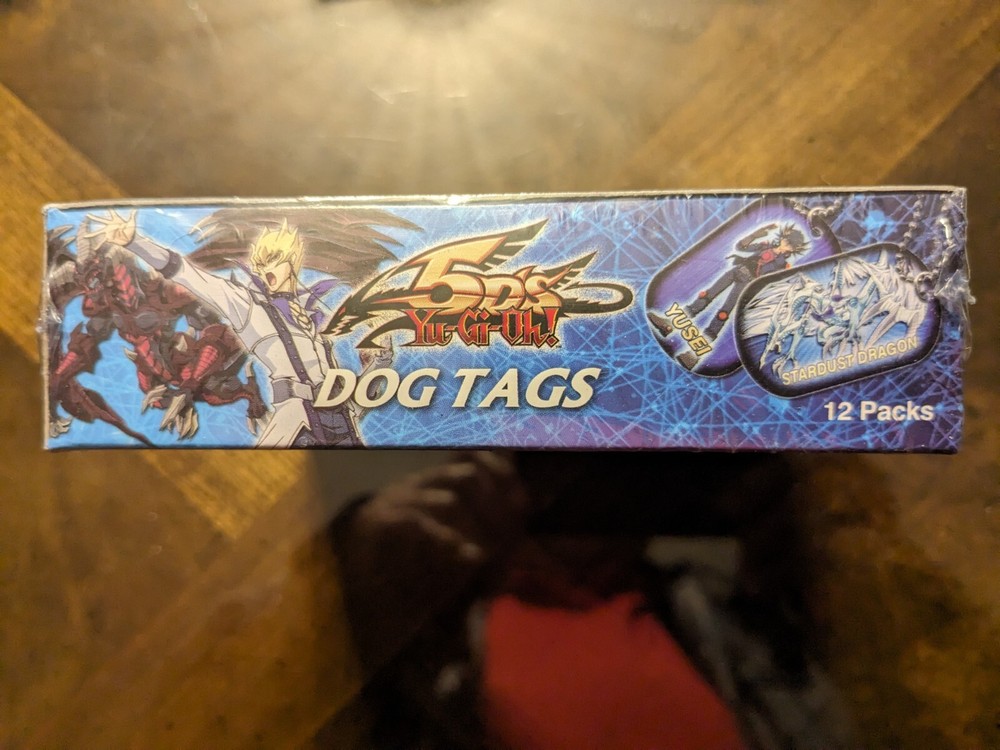 5D's
Yu-Gi-Oh!
DOG TAGS
YUSEI
STARDUST DRAGON
12 Packs